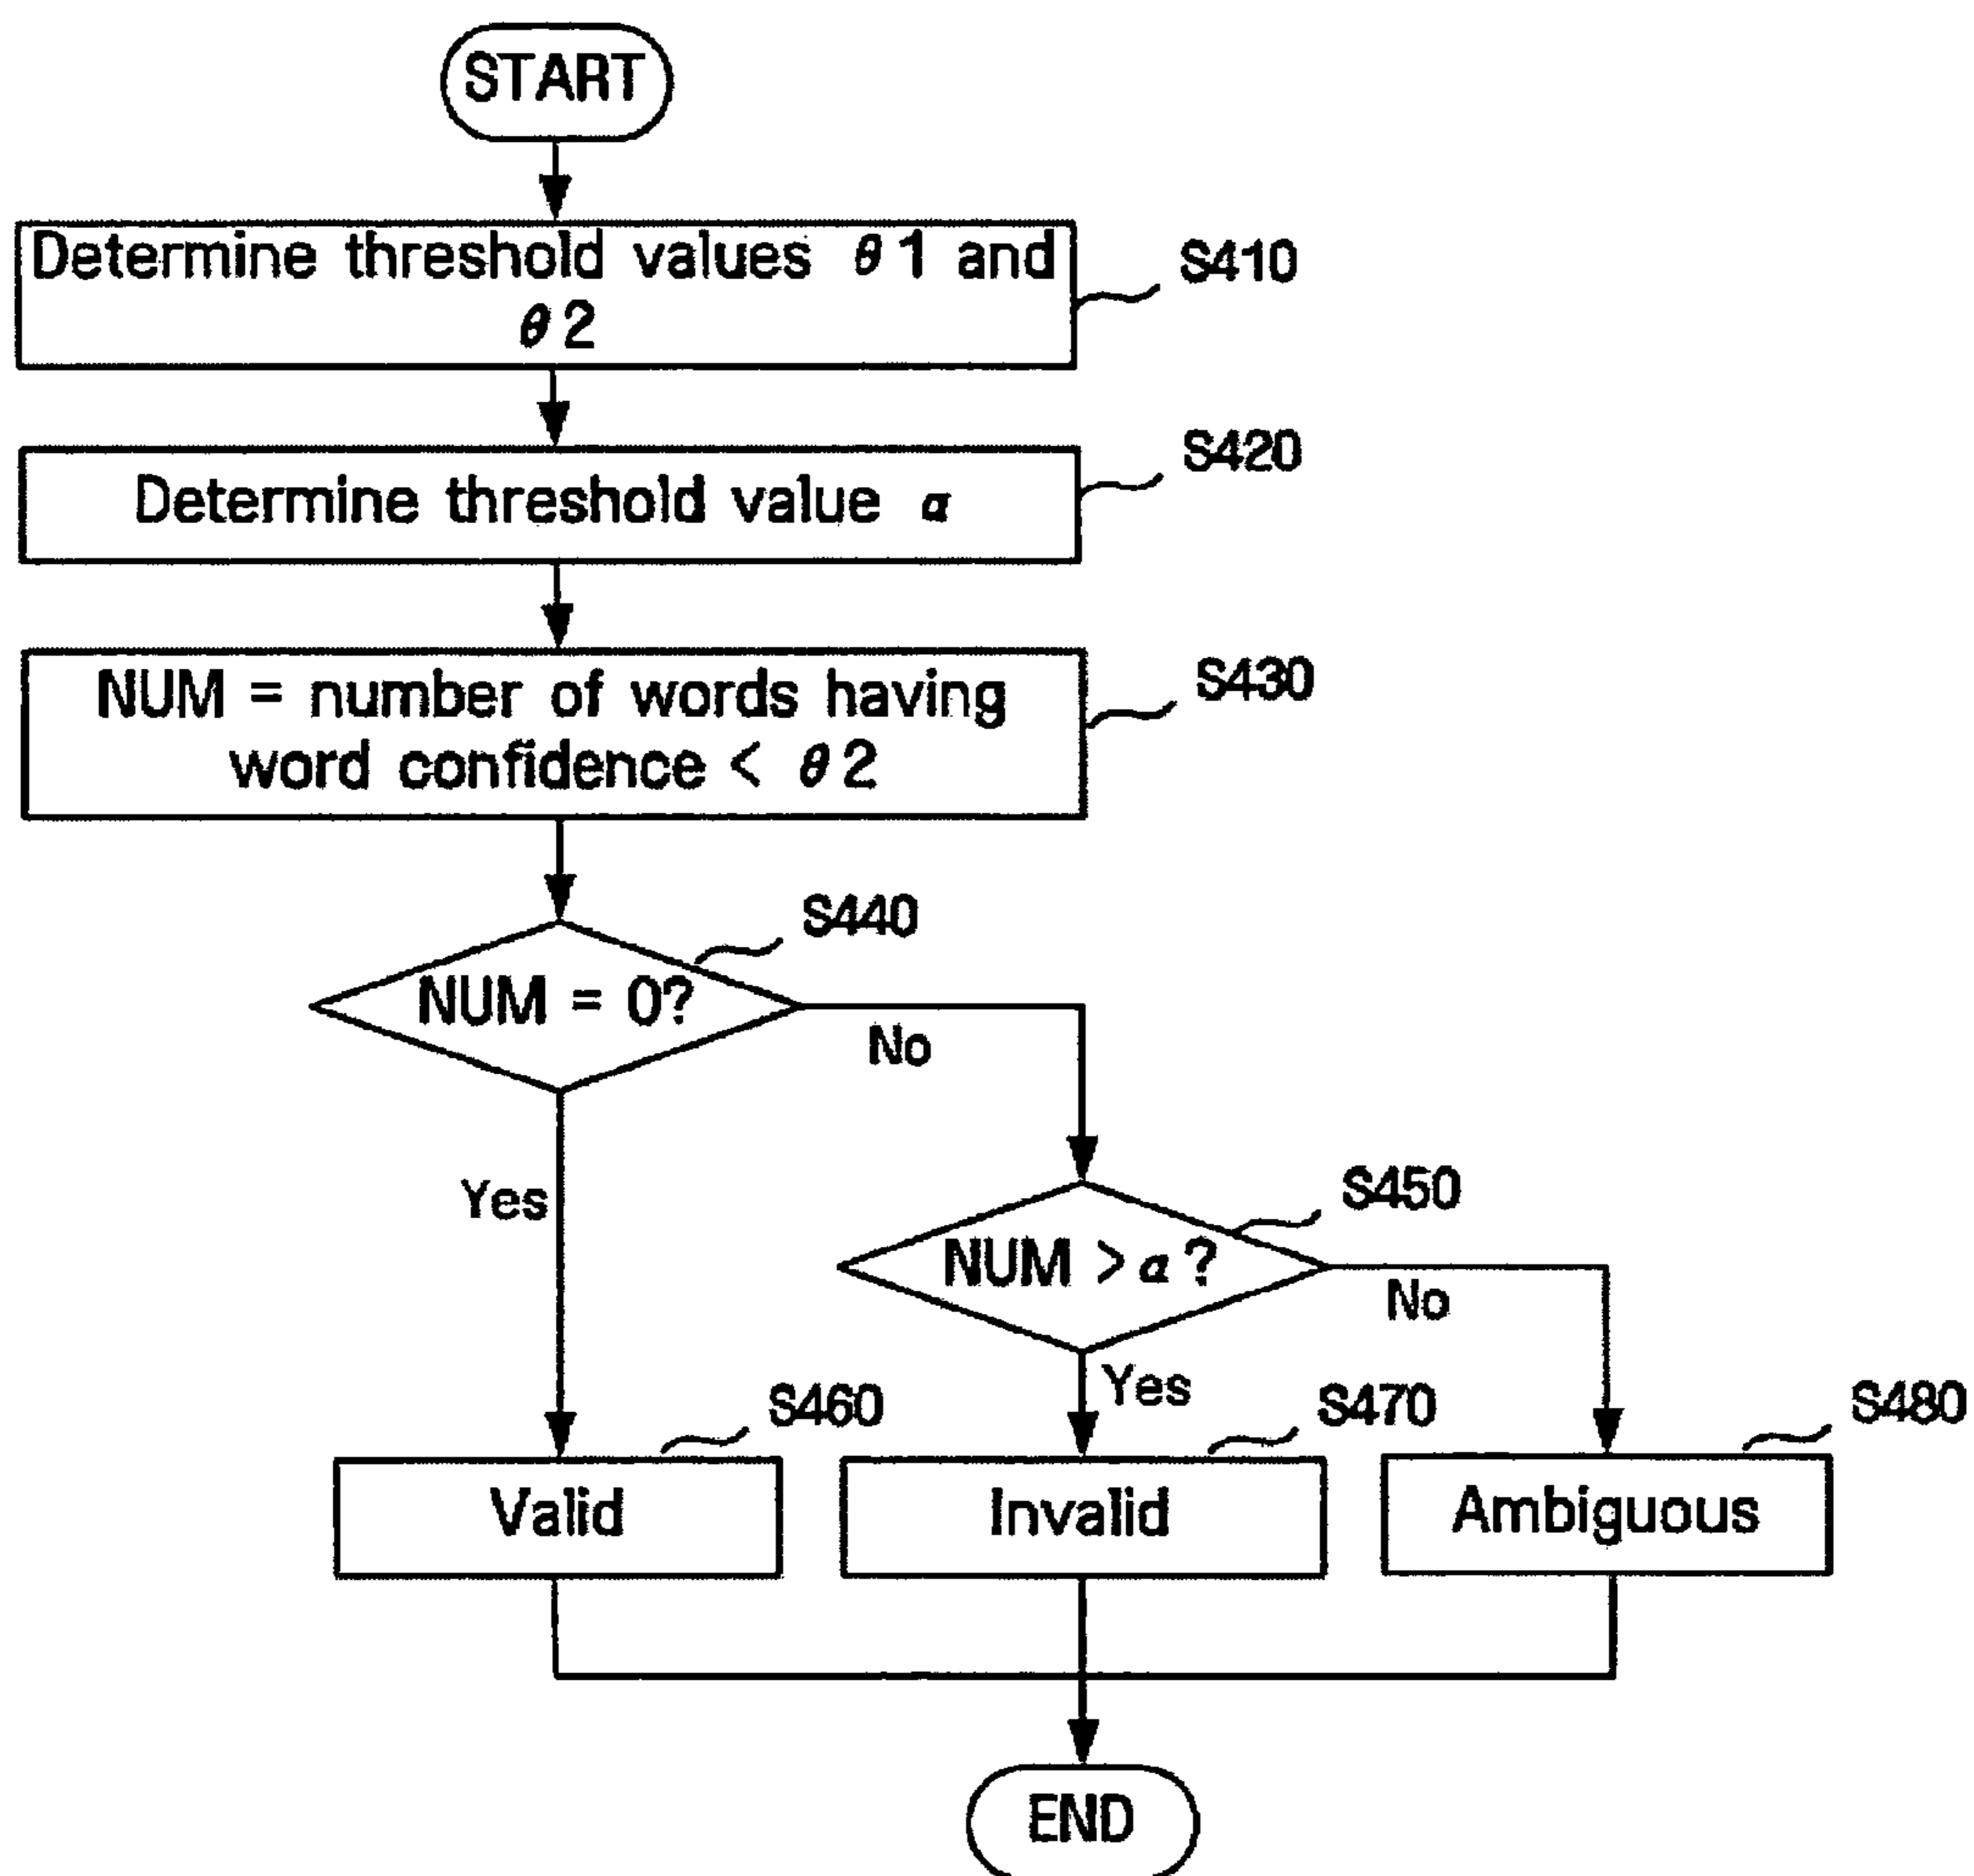 START
Determine threshold values θ1 and
θ2
S410
Determine threshold value α
S420
NUM = number of words having
word confidence < θ2
S430
NUM = 0?
S440
No
Yes
NUM > α ?
S450
No
Yes
Valid
S460
Invalid
S470
Ambiguous
S480
END